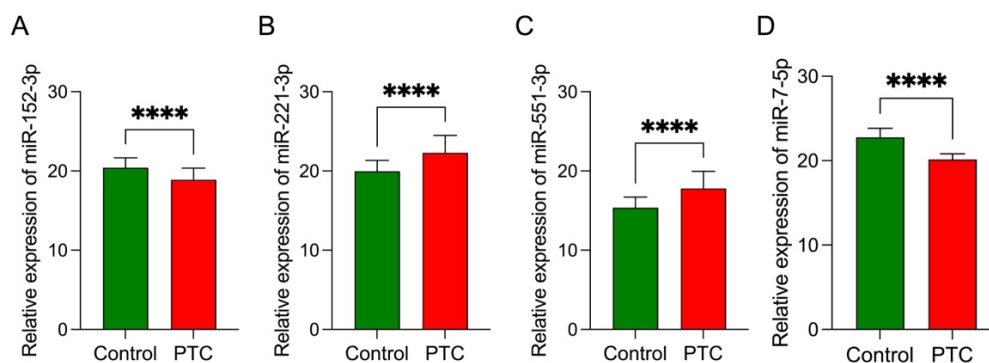 A
Relative expression of miR-152-3p
30
20
10
0
****
Control PTC
B
Relative expression of miR-221-3p
30
20
10
0
****
Control PTC
C
Relative expression of miR-551-3p
30
20
10
0
****
Control PTC
D
Relative expression of miR-7-5p
30
20
10
0
****
Control PTC